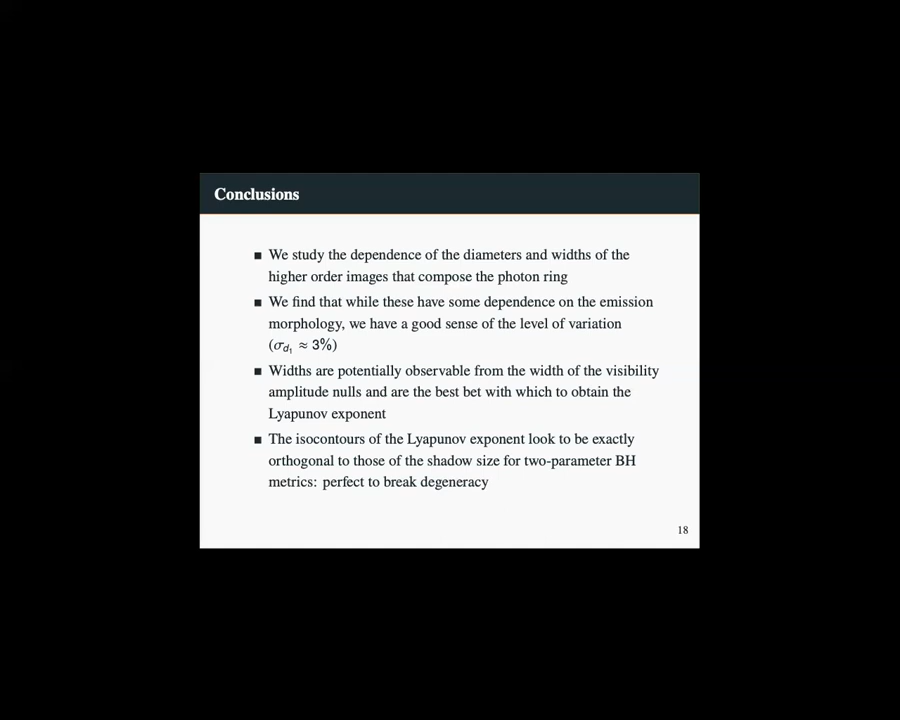 Conclusions
■ We study the dependence of the diameters and widths of the
higher order images that compose the photon ring
■ We find that while these have some dependence on the emission
morphology, we have a good sense of the level of variation
(σ_{d_1} ≈ 3%)
■ Widths are potentially observable from the width of the visibility
amplitude nulls and are the best bet with which to obtain the
Lyapunov exponent
■ The isocontours of the Lyapunov exponent look to be exactly
orthogonal to those of the shadow size for two-parameter BH
metrics: perfect to break degeneracy
18